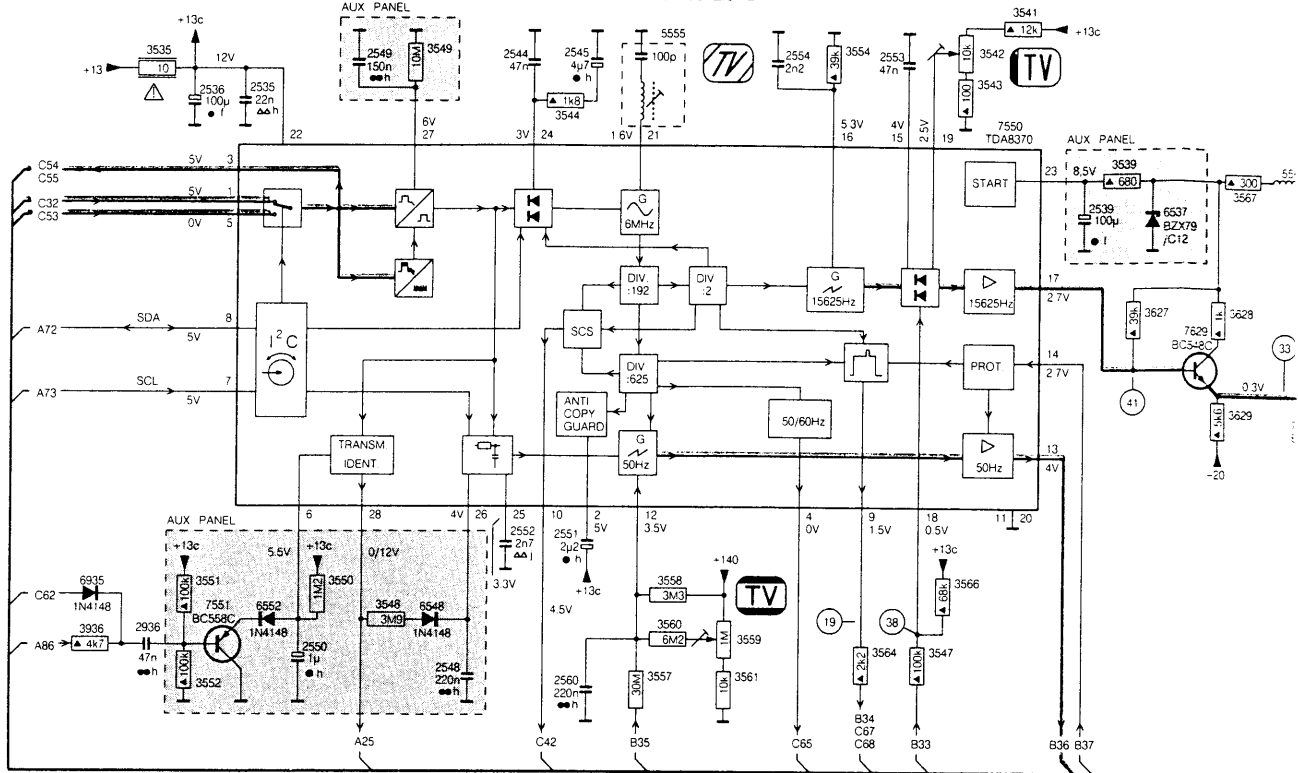 +13c
3535
10
+13
12V
2536
100µ
2535
22n
h
22
AUX PANEL
2549
150n
h
10M
3549
6V
27
2544
47n
2545
4µ7
h
1k8
3544
3V
24
5555
100p
1.6V
21
TV
2554
2n2
39k
3554
5.3V
16
2553
47n
4V
15
2.5V
19
3541
12k
+13c
10k
3542
100
3543
TV
7550
TDA8370
AUX PANEL
23
8,5V
3539
680
2539
100µ
6537
BZX79
C12
300
3567
55
C54
C55
5V
3
C32
5V
1
C53
0V
5
START
G
6MHz
DIV.
:192
DIV
:2
G
15625Hz
15625Hz
17
2.7V
39k
3627
1k
3628
7629
BC548C
33
0.3V
41
5k6
3629
-20
A72
SDA
8
5V
I²C
A73
SCL
7
5V
SCS
DIV
:625
PROT.
14
2.7V
ANTI
COPY
GUARD
50/60Hz
TRANSM.
IDENT.
G
50Hz
50Hz
13
4V
6
28
4V
26
25
10
2
5V
12
3.5V
4
0V
9
1.5V
18
0.5V
11
20
AUX PANEL
+13c
5.5V
+13c
0/12V
100k
3551
7551
BC558C
6552
1N4148
1M2
3550
3548
3M9
6548
1N4148
2552
2n7
3.3V
2551
2µ2
h
+13c
4.5V
C62
6935
1N4148
2936
47n
A86
3936
4k7
100k
3552
2550
1µ
h
2548
220n
h
2560
220n
h
3558
3M3
3560
6M2
+140
TV
1M
3559
30M
3557
10k
3561
19
2k2
3564
38
+13c
68k
3566
100k
3547
A25
C42
B35
C65
B34
C67
C68
B33
B36
B37